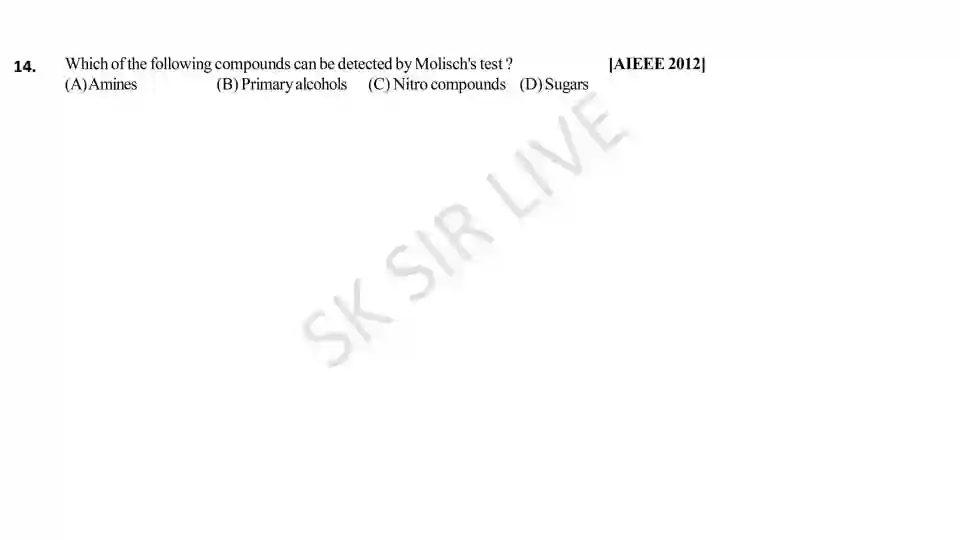 14. Which of the following compounds can be detected by Molisch's test ? [AIEEE 2012]
(A) Amines (B) Primary alcohols (C) Nitro compounds (D) Sugars
SK SIR LIVE